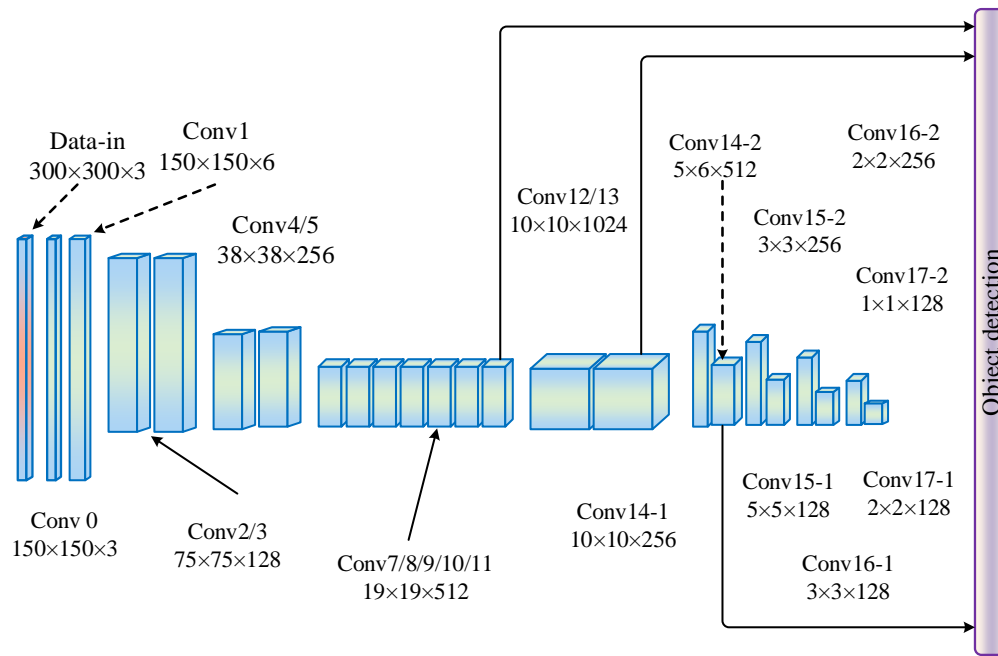 Data-in
300×300×3
Conv1
150×150×6
Conv4/5
38×38×256
Conv12/13
10×10×1024
Conv14-2
5×6×512
Conv15-2
3×3×256
Conv16-2
2×2×256
Conv17-2
1×1×128
Conv 0
150×150×3
Conv2/3
75×75×128
Conv7/8/9/10/11
19×19×512
Conv14-1
10×10×256
Conv15-1
5×5×128
Conv17-1
2×2×128
Conv16-1
3×3×128
Object detection